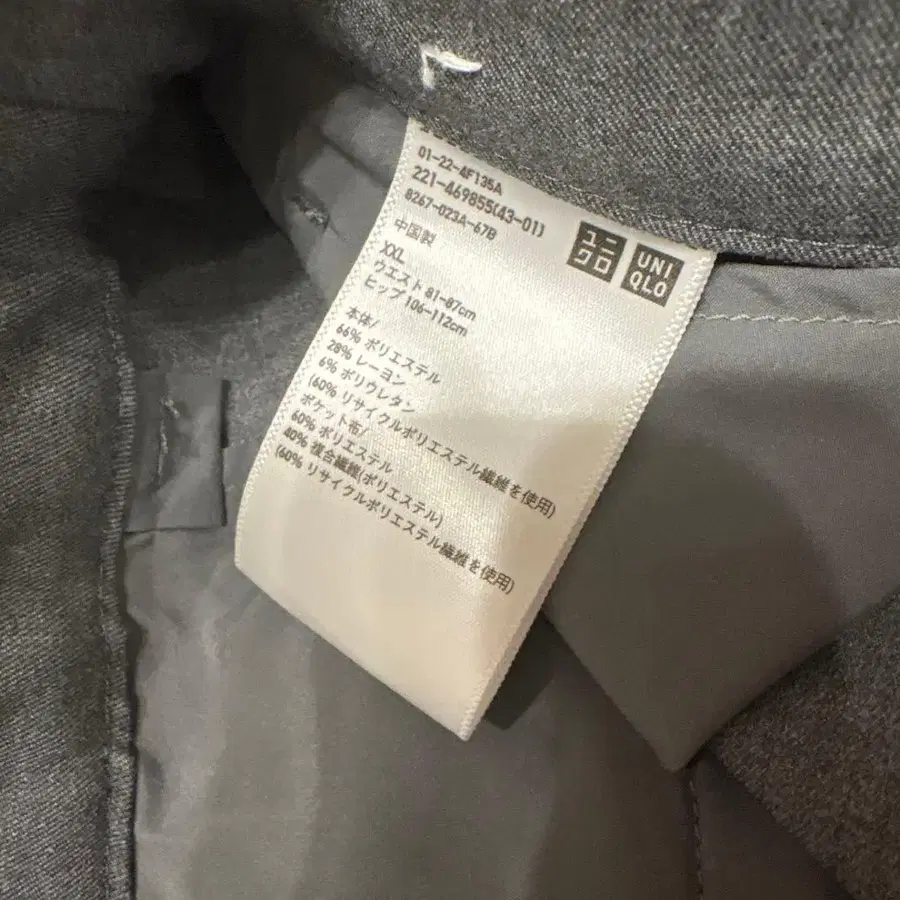 01-22-4F135A
221-469855(43-01)
8267-023A-67B
ユニ
クロ
UNI
QLO
中国製
XXL
ウエスト 81-87cm
ヒップ 106-112cm
本体/
66% ポリエステル
28% レーヨン
6% ポリウレタン
(60% リサイクルポリエステル繊維を使用)
ポケット布/
60% ポリエステル
40% 複合繊維(ポリエステル)
(60% リサイクルポリエステル繊維を使用)